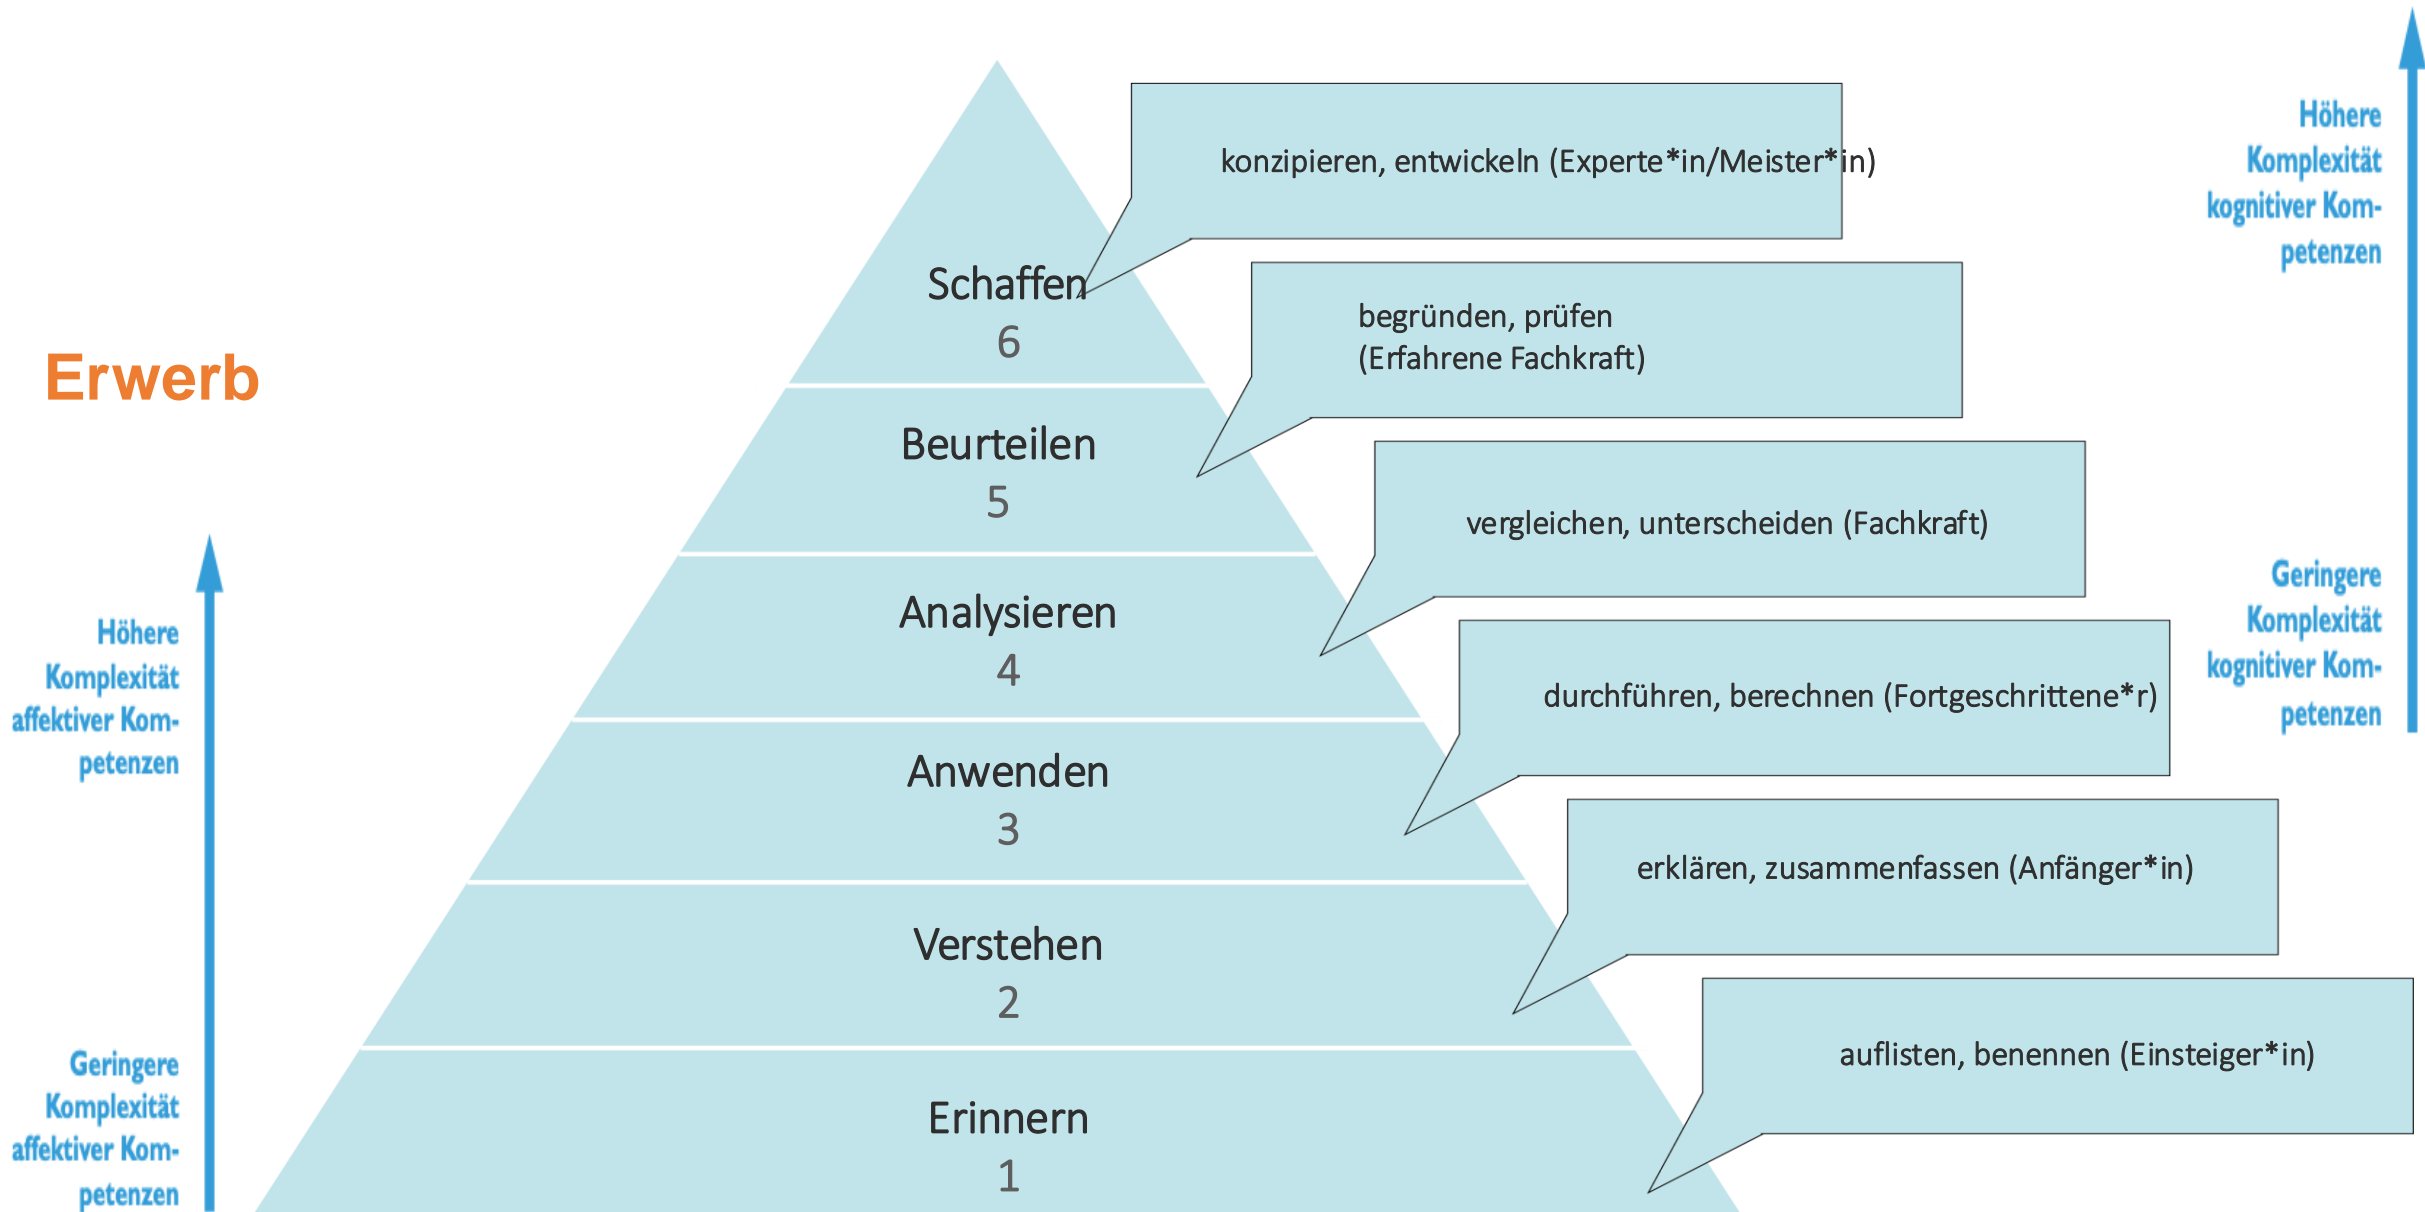 Erwerb
Höhere
Komplexität
affektiver Kom-
petenzen
Geringere
Komplexität
affektiver Kom-
petenzen
Schaffen
6
Beurteilen
5
Analysieren
4
Anwenden
3
Verstehen
2
Erinnern
1
konzipieren, entwickeln (Experte*in/Meister*in)
begründen, prüfen
(Erfahrene Fachkraft)
vergleichen, unterscheiden (Fachkraft)
durchführen, berechnen (Fortgeschrittene*r)
erklären, zusammenfassen (Anfänger*in)
auflisten, benennen (Einsteiger*in)
Höhere
Komplexität
kognitiver Kom-
petenzen
Geringere
Komplexität
kognitiver Kom-
petenzen